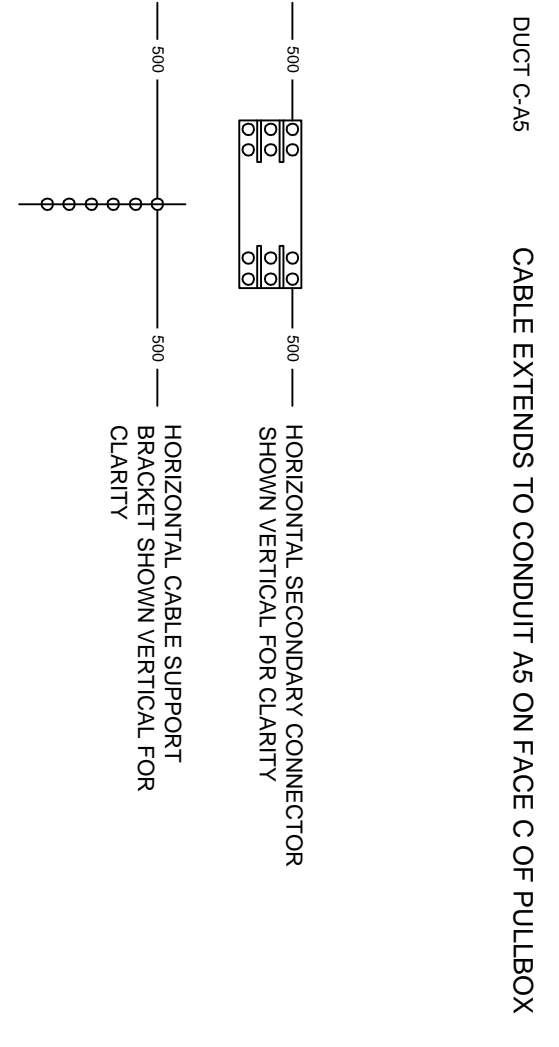 DUCT C-A5
CABLE EXTENDS TO CONDUIT A5 ON FACE C OF PULLBOX
500
500
HORIZONTAL SECONDARY CONNECTOR
SHOWN VERTICAL FOR CLARITY
500
500
HORIZONTAL CABLE SUPPORT
BRACKET SHOWN VERTICAL FOR
CLARITY